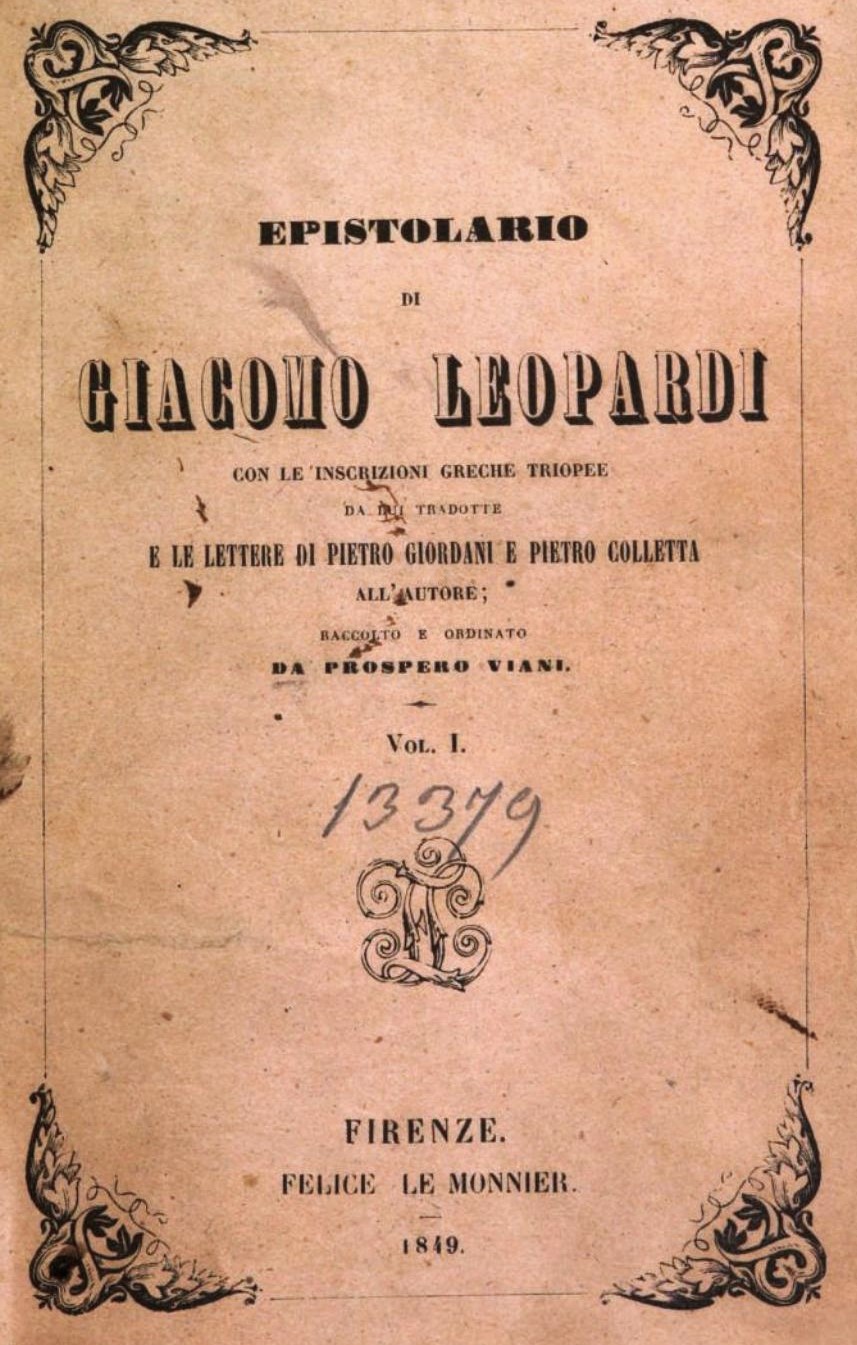 EPISTOLARIO
DI
GIACOMO LEOPARDI
CON LE INSCRIZIONI GRECHE TRIOPEE
DA LUI TRADOTTE
E LE LETTERE DI PIETRO GIORDANI E PIETRO COLLETTA
ALL'AUTORE;
RACCOLTO E ORDINATO
DA PROSPERO VIANI.
VOL. I.
13379
FIRENZE.
FELICE LE MONNIER.
1849.